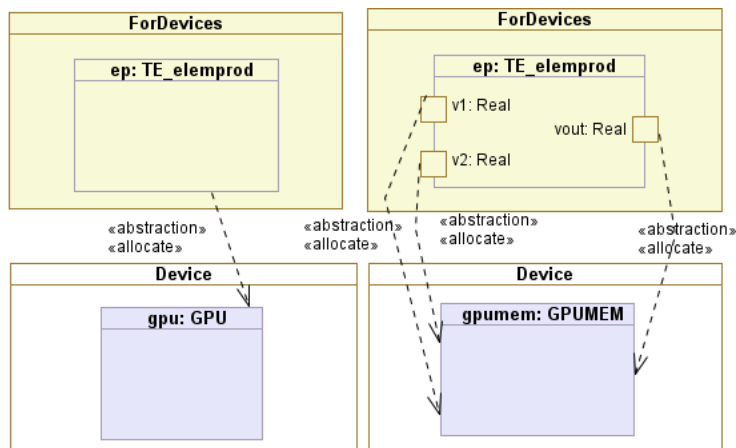 ForDevices
ep: TE_elemprod
«abstraction»
«allocate»
Device
gpu: GPU
ForDevices
ep: TE_elemprod
v1: Real
vout: Real
v2: Real
«abstraction»
«allocate»
«abstraction»
«allocate»
«abstraction»
«allocate»
Device
gpumem: GPUMEM